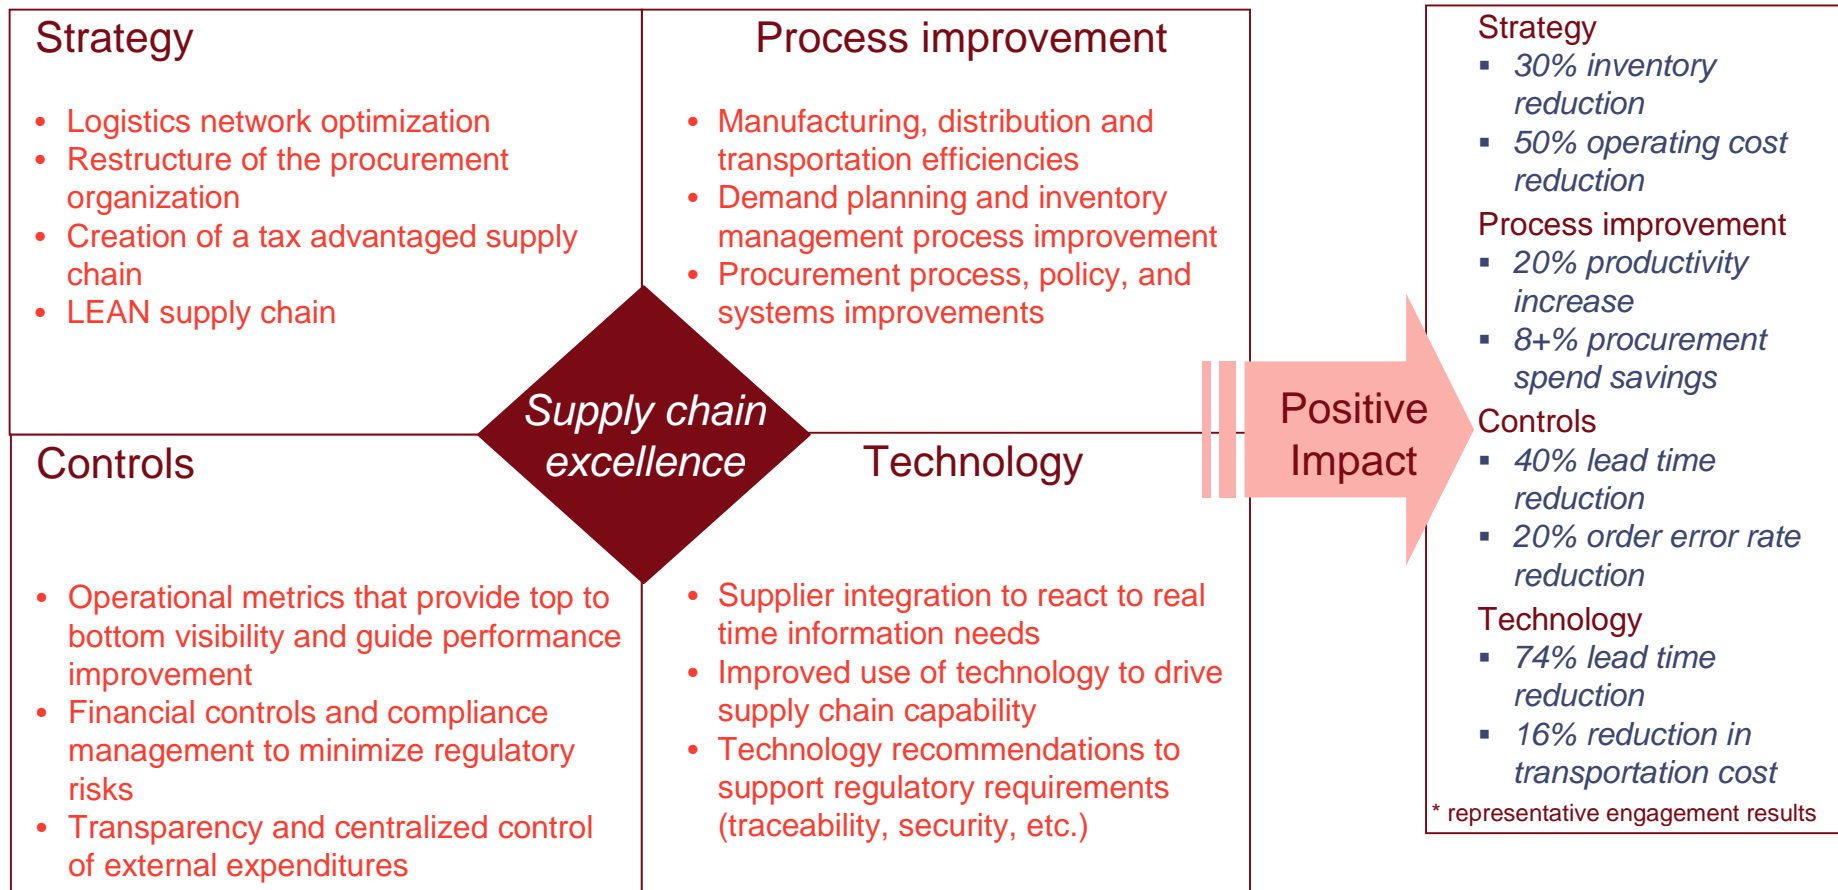 Strategy
• Logistics network optimization
• Restructure of the procurement
organization
• Creation of a tax advantaged supply
chain
• LEAN supply chain
Process improvement
• Manufacturing, distribution and
transportation efficiencies
• Demand planning and inventory
management process improvement
• Procurement process, policy, and
systems improvements
Supply chain
excellence
Controls
• Operational metrics that provide top to
bottom visibility and guide performance
improvement
• Financial controls and compliance
management to minimize regulatory
risks
• Transparency and centralized control
of external expenditures
Technology
• Supplier integration to react to real
time information needs
• Improved use of technology to drive
supply chain capability
• Technology recommendations to
support regulatory requirements
(traceability, security, etc.)
Positive
Impact
Strategy
▪ 30% inventory
reduction
▪ 50% operating cost
reduction
Process improvement
▪ 20% productivity
increase
▪ 8+% procurement
spend savings
Controls
▪ 40% lead time
reduction
▪ 20% order error rate
reduction
Technology
▪ 74% lead time
reduction
▪ 16% reduction in
transportation cost
* representative engagement results